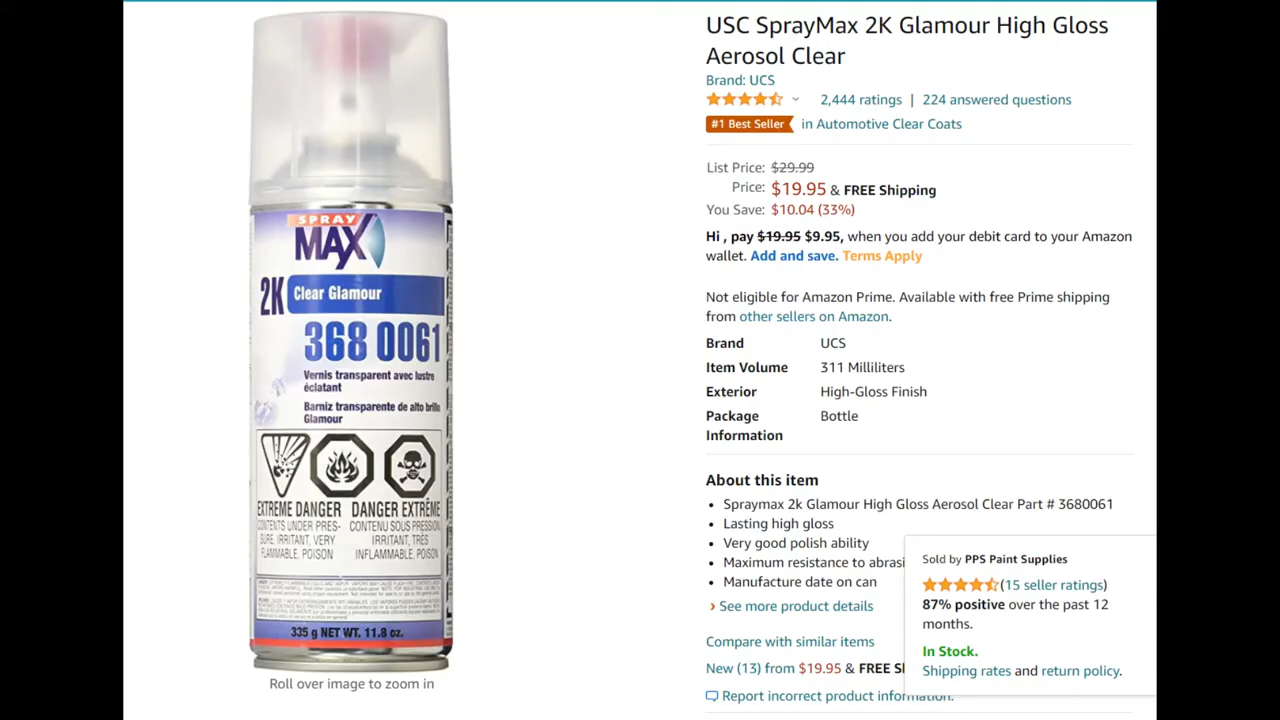 SPRAY
MAX
2K Clear Glamour
368 0061
Vernis transparent avec lustre
éclatant
Barniz transparente de alto brillo
Glamour
EXTREME DANGER
CONTENTS UNDER PRES-
SURE, IRRITANT, VERY
FLAMMABLE, POISON
DANGER EXTRÊME
CONTENU SOUS PRESSION,
IRRITANT, TRÈS
INFLAMMABLE, POISON
335 g NET WT. 11.8 oz.
Roll over image to zoom in
USC SprayMax 2K Glamour High Gloss
Aerosol Clear
Brand: UCS
2,444 ratings | 224 answered questions
#1 Best Seller in Automotive Clear Coats
List Price: $29.99
Price: $19.95 & FREE Shipping
You Save: $10.04 (33%)
Hi , pay $19.95 $9.95, when you add your debit card to your Amazon
wallet. Add and save. Terms Apply
Not eligible for Amazon Prime. Available with free Prime shipping
from other sellers on Amazon.
Brand UCS
Item Volume 311 Milliliters
Exterior High-Gloss Finish
Package Bottle
Information
About this item
• Spraymax 2k Glamour High Gloss Aerosol Clear Part # 3680061
• Lasting high gloss
• Very good polish ability
• Maximum resistance to abrasi
• Manufacture date on can
› See more product details
Compare with similar items
New (13) from $19.95 & FREE S
Report incorrect product information.
Sold by PPS Paint Supplies
(15 seller ratings)
87% positive over the past 12
months.
In Stock.
Shipping rates and return policy.